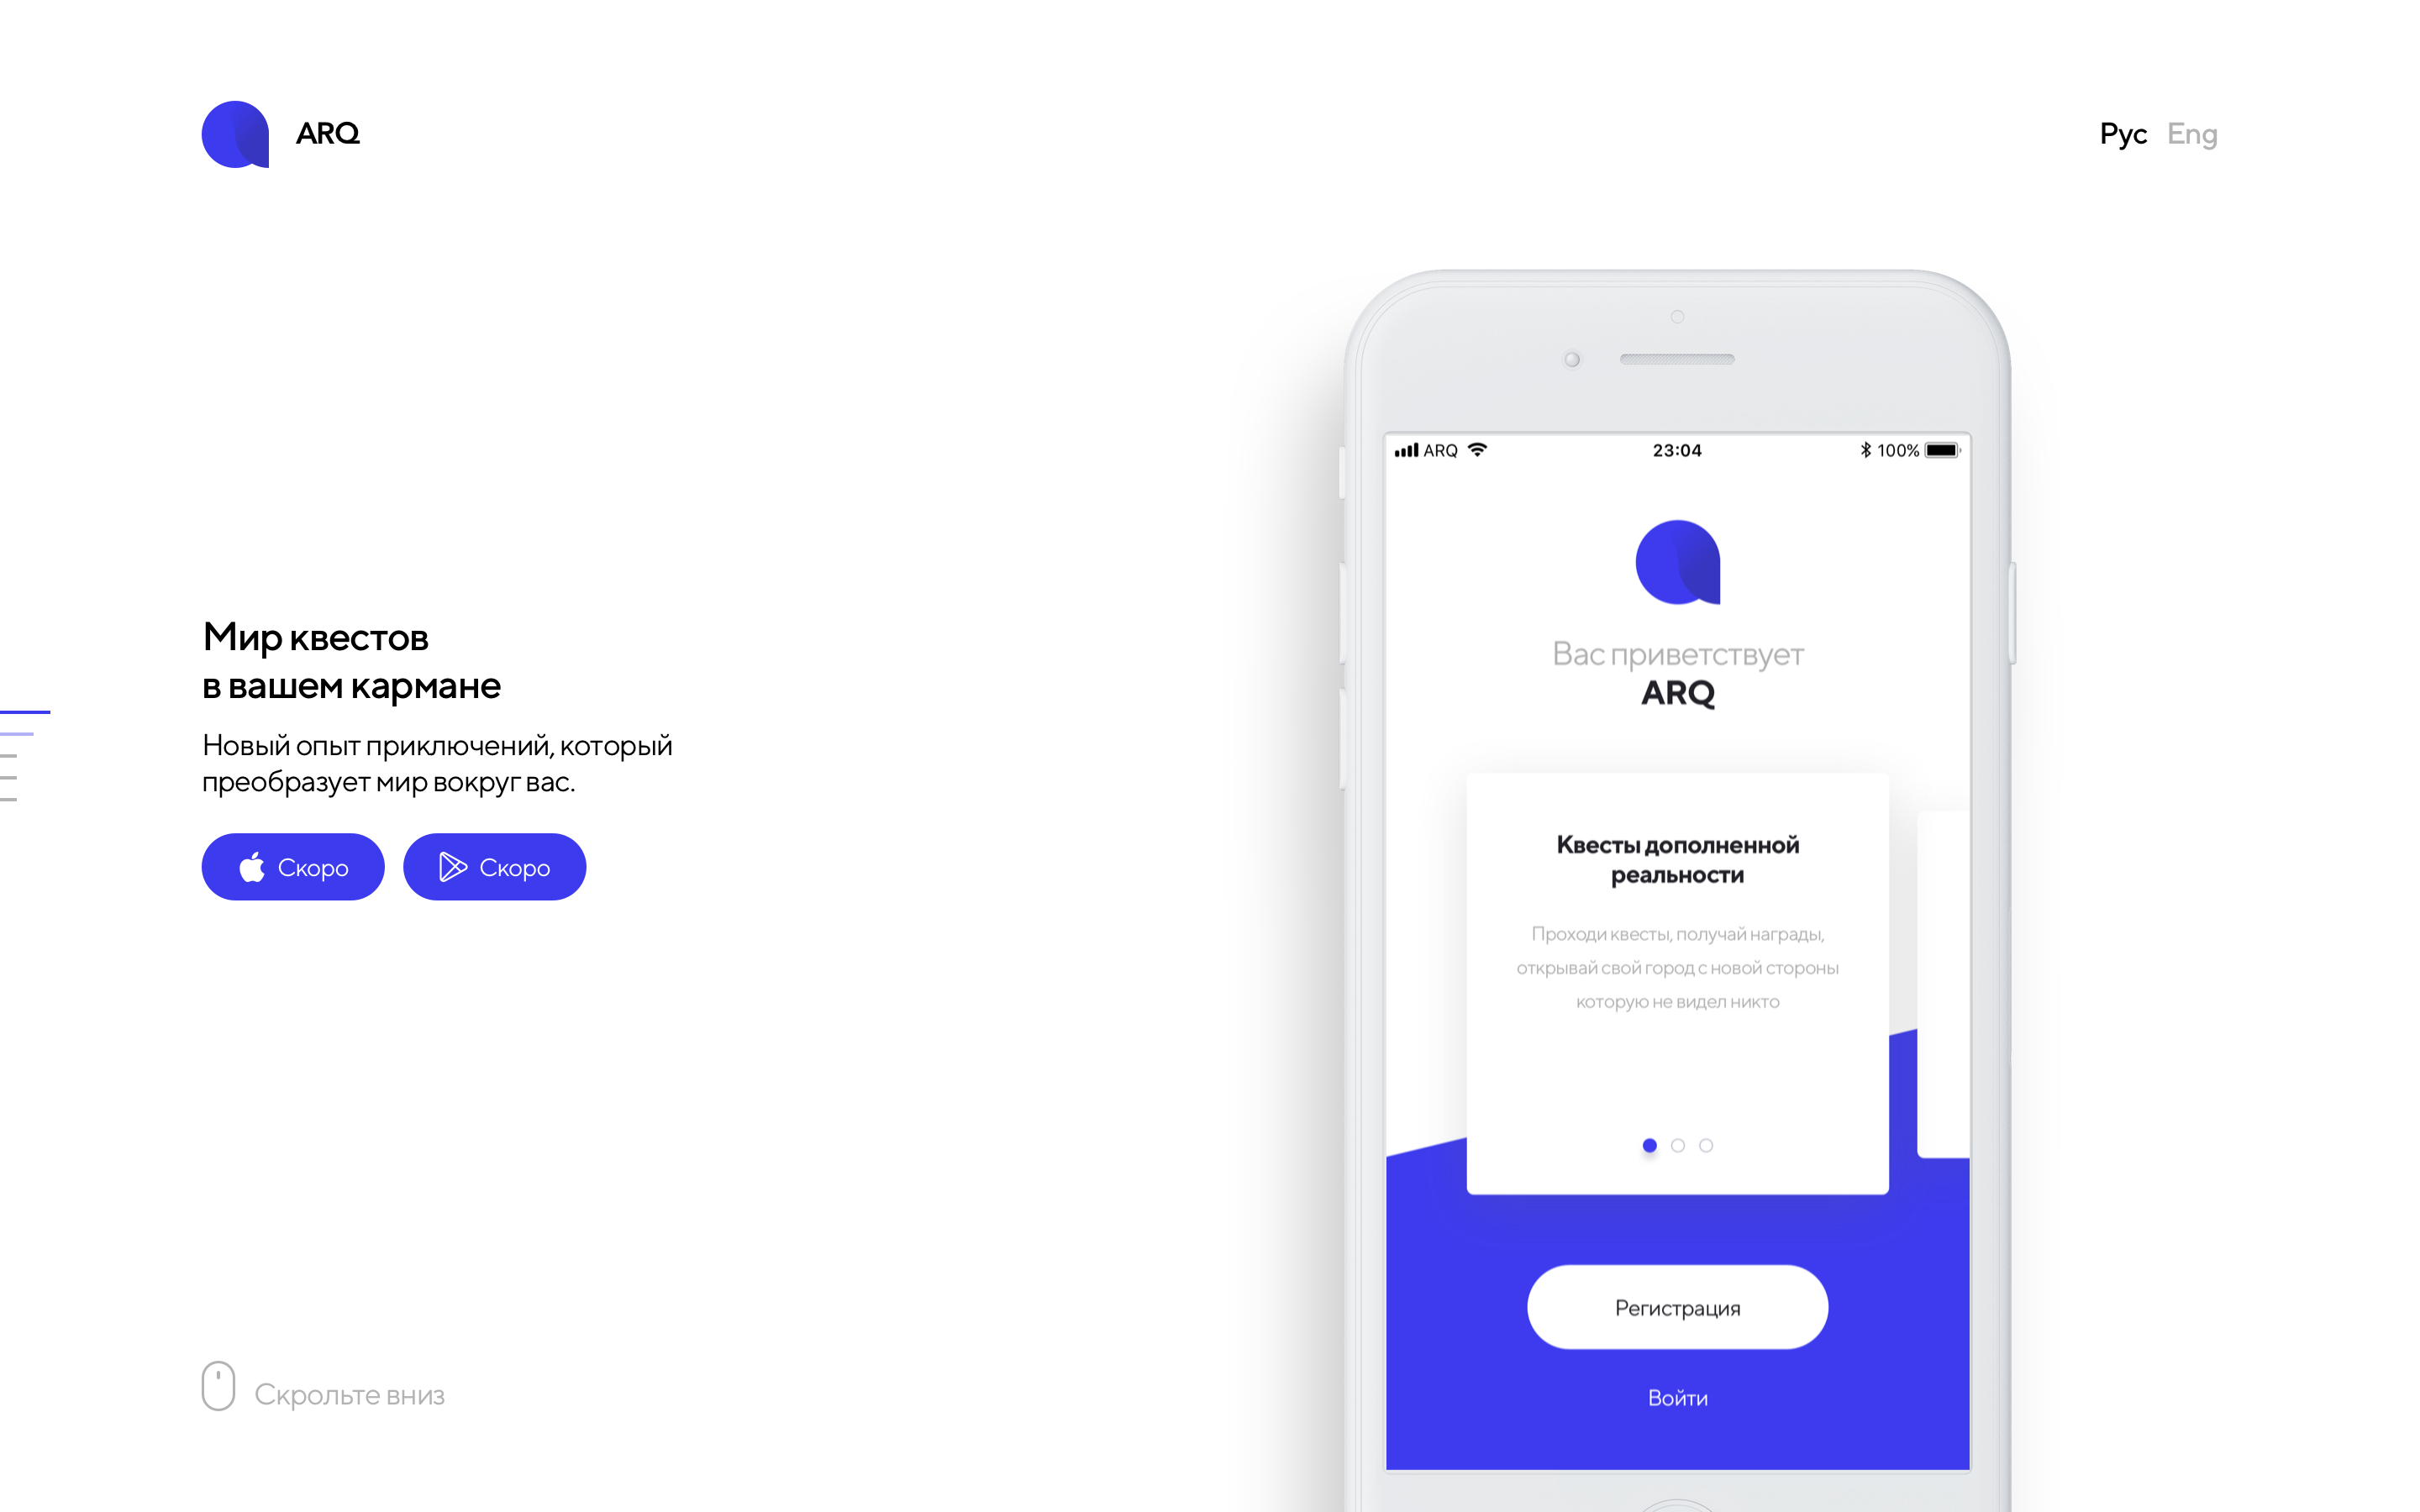 ARQ
Рус Eng
Мир квестов
в вашем кармане
Новый опыт приключений, который
преобразует мир вокруг вас.
Скоро
Скоро
Скрольте вниз
ARQ
23:04
100%
Вас приветствует
ARQ
Квесты дополненной
реальности
Проходи квесты, получай награды,
открывай свой город с новой стороны
которую не видел никто
Регистрация
Войти